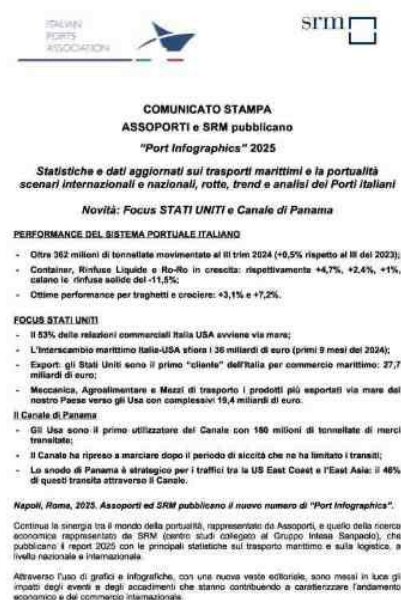 ITALIAN
PORTS
ASSOCIATION
srm
COMUNICATO STAMPA
ASSOPORTI e SRM pubblicano
"Port Infographics" 2025
Statistiche e dati aggiornati sui trasporti marittimi e la portualità
scenari internazionali e nazionali, rotte, trend e analisi dei Porti italiani
Novità: Focus STATI UNITI e Canale di Panama
PERFORMANCE DEL SISTEMA PORTUALE ITALIANO
- Oltre 362 milioni di tonnellate movimentate al III trim 2024 (+0,5% rispetto al III del 2023);
- Container, Rinfuse Liquide e Ro-Ro in crescita: rispettivamente +4,7%, +2,4%, +1%,
calano le rinfuse solide del -11,5%;
- Ottime performance per traghetti e crociere: +3,1% e +7,2%.
FOCUS STATI UNITI
- Il 53% delle relazioni commerciali Italia USA avviene via mare;
- L'interscambio marittimo Italia-USA sfiora i 36 miliardi di euro (primi 9 mesi del 2024);
- Export: gli Stati Uniti sono il primo "cliente" dell'Italia per commercio marittimo: 27,7
miliardi di euro;
- Meccanica, Agroalimentare e Mezzi di trasporto i prodotti più esportati via mare del
nostro Paese verso gli Usa con complessivi 19,4 miliardi di euro.
Il Canale di Panama
- Gli Usa sono il primo utilizzatore del Canale con 160 milioni di tonnellate di merci
transitate;
- Il Canale ha ripreso a marciare dopo il periodo di siccità che ne ha limitato i transiti;
- Lo snodo di Panama è strategico per i traffici tra la US East Coast e l'East Asia: il 46%
di questi transita attraverso il Canale.
Napoli, Roma, 2025. Assoporti ed SRM pubblicano il nuovo numero di "Port Infographics".
Continua la sinergia tra il mondo della portualità, rappresentato da Assoporti, e quello della ricerca
economica rappresentato da SRM (centro studi collegato al Gruppo Intesa Sanpaolo), che
pubblicano il report 2025 con le principali statistiche sul trasporto marittimo e sulla logistica, a
livello nazionale e internazionale.
Attraverso l'uso di grafici e infografiche, con una nuova veste editoriale, sono messi in luce gli
impatti degli eventi e degli accadimenti che stanno contribuendo a caratterizzare l'andamento
economico e del commercio internazionale.